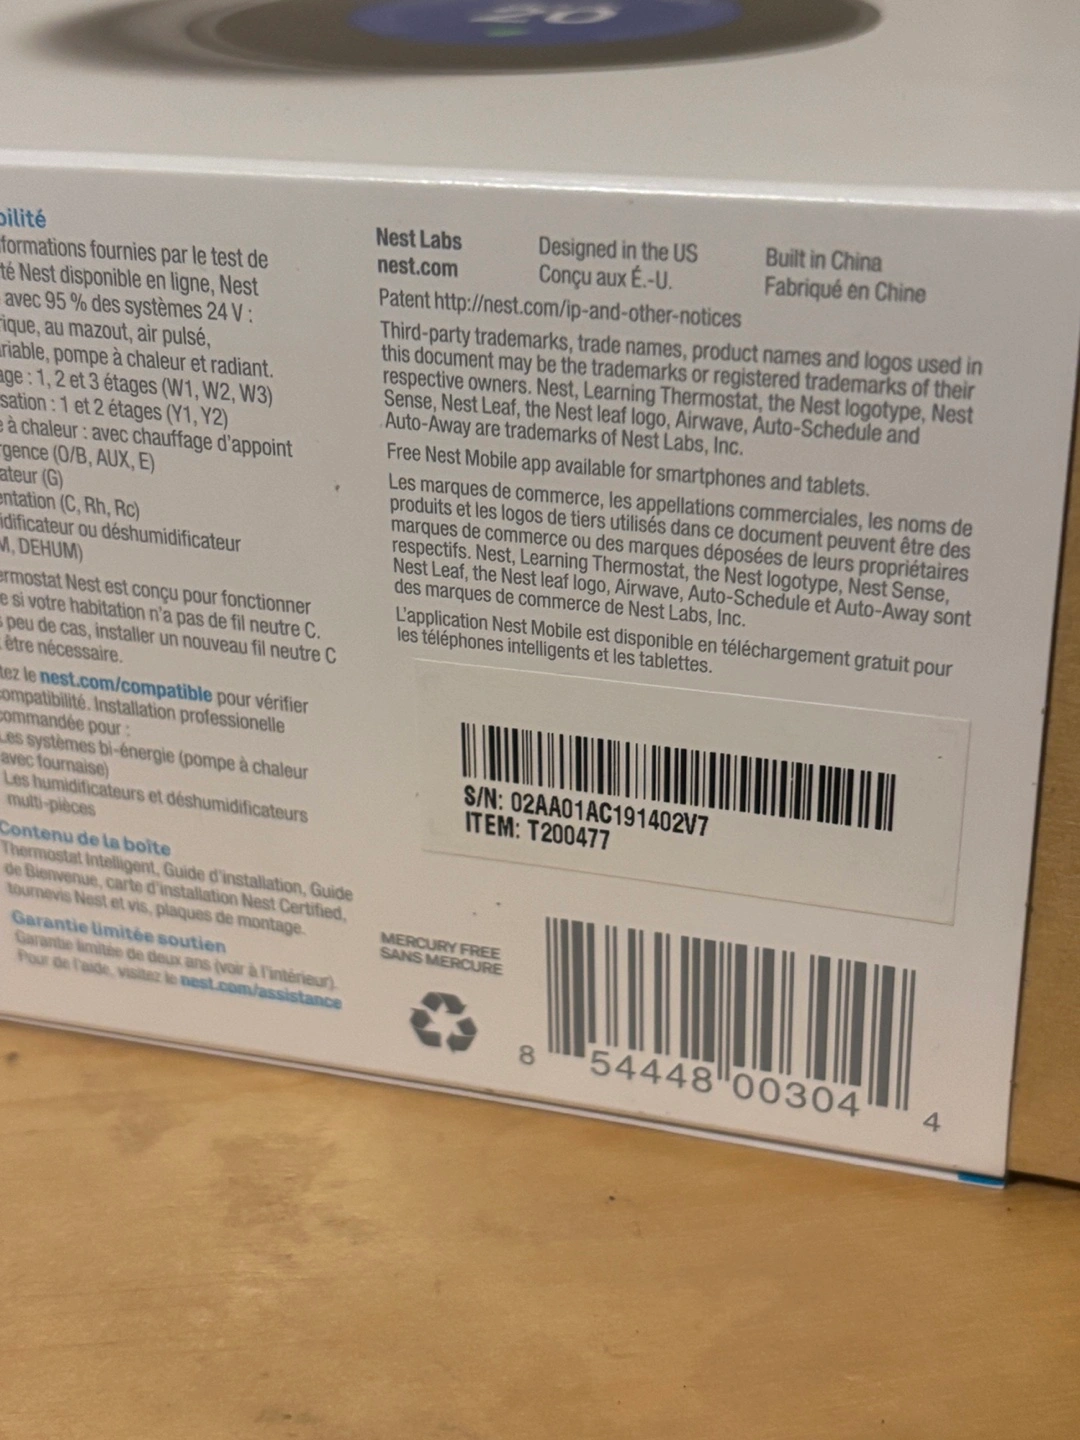 20
bilité
formations fournies par le test de
té Nest disponible en ligne, Nest
avec 95 % des systèmes 24 V :
rique, au mazout, air pulsé,
riable, pompe à chaleur et radiant.
age : 1, 2 et 3 étages (W1, W2, W3)
sation : 1 et 2 étages (Y1, Y2)
e à chaleur : avec chauffage d'appoint
rgence (O/B, AUX, E)
ateur (G)
entation (C, Rh, Rc)
idificateur ou déshumidificateur
M, DEHUM)
ermostat Nest est conçu pour fonctionner
e si votre habitation n'a pas de fil neutre C.
peu de cas, installer un nouveau fil neutre C
être nécessaire.
tez le nest.com/compatible pour vérifier
ompatibilité. Installation professionelle
commandée pour :
Les systèmes bi-énergie (pompe à chaleur
avec fournaise)
Les humidificateurs et déshumidificateurs
multi-pièces
Contenu de la boîte
Thermostat Intelligent, Guide d'installation, Guide
de Bienvenue, carte d'installation Nest Certified,
tournevis Nest et vis, plaques de montage.
Garantie limitée soutien
Garantie limitée de deux ans (voir à l'intérieur).
Pour de l'aide, visitez le nest.com/assistance
Nest Labs
nest.com
Designed in the US
Conçu aux É.-U.
Built in China
Fabriqué en Chine
Patent http://nest.com/ip-and-other-notices
Third-party trademarks, trade names, product names and logos used in
this document may be the trademarks or registered trademarks of their
respective owners. Nest, Learning Thermostat, the Nest logotype, Nest
Sense, Nest Leaf, the Nest leaf logo, Airwave, Auto-Schedule and
Auto-Away are trademarks of Nest Labs, Inc.
Free Nest Mobile app available for smartphones and tablets.
Les marques de commerce, les appellations commerciales, les noms de
produits et les logos de tiers utilisés dans ce document peuvent être des
marques de commerce ou des marques déposées de leurs propriétaires
respectifs. Nest, Learning Thermostat, the Nest logotype, Nest Sense,
Nest Leaf, the Nest leaf logo, Airwave, Auto-Schedule et Auto-Away sont
des marques de commerce de Nest Labs, Inc.
L'application Nest Mobile est disponible en téléchargement gratuit pour
les téléphones intelligents et les tablettes.
S/N: 02AA01AC191402V7
ITEM: T200477
MERCURY FREE
SANS MERCURE
8 54448 00304 4